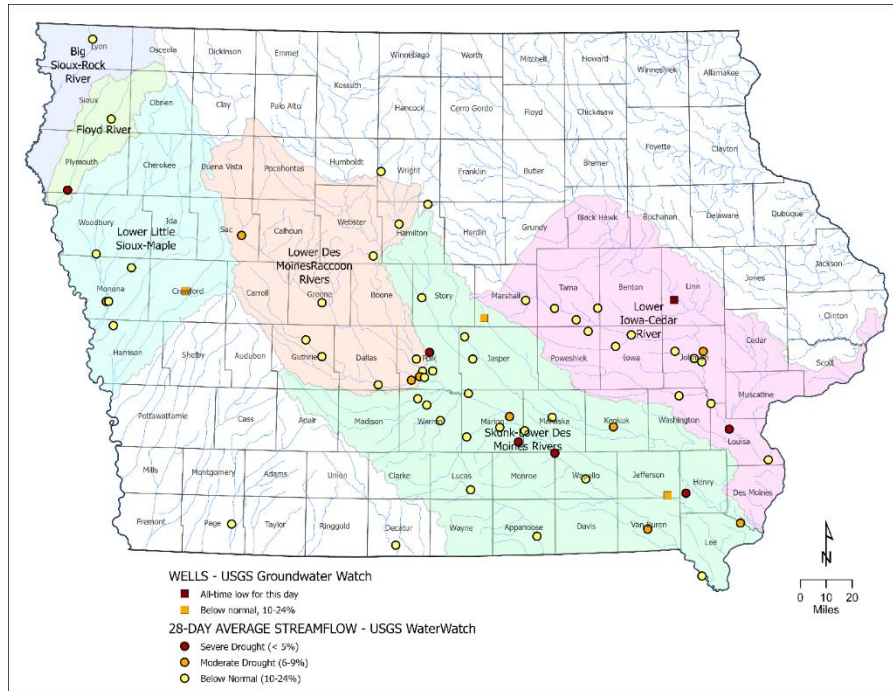 Lyon
Osceola
Dickinson
Emmet
Winnebago
Worth
Mitchell
Howard
Winneshiek
Allamakee
Big
Sioux-Rock
River
Kossuth
Sioux
Obrien
Clay
Palo Alto
Hancock
Cerro Gordo
Floyd
Chickasaw
Floyd River
Fayette
Clayton
Plymouth
Cherokee
Buena Vista
Pocahontas
Humboldt
Wright
Franklin
Butler
Bremer
Woodbury
Ida
Sac
Calhoun
Webster
Hamilton
Hardin
Grundy
Black Hawk
Buchanan
Delaware
Dubuque
Lower Little
Sioux-Maple
Lower Des
MoinesRaccoon
Rivers
Monona
Crawford
Carroll
Greene
Boone
Story
Marshall
Tama
Benton
Linn
Jones
Jackson
Lower
Iowa-Cedar
River
Clinton
Harrison
Shelby
Audubon
Guthrie
Dallas
Polk
Jasper
Poweshiek
Iowa
Johnson
Cedar
Scott
Muscatine
Pottawattamie
Cass
Adair
Madison
Warren
Marion
Mahaska
Keokuk
Washington
Louisa
Skunk-Lower Des
Moines Rivers
Mills
Montgomery
Adams
Union
Clarke
Lucas
Monroe
Wapello
Jefferson
Henry
Des Moines
Fremont
Page
Taylor
Ringgold
Decatur
Wayne
Appanoose
Davis
Van Buren
Lee
N
0 10 20
Miles
WELLS - USGS Groundwater Watch
All-time low for this day
Below normal, 10-24%
28-DAY AVERAGE STREAMFLOW - USGS WaterWatch
Severe Drought (< 5%)
Moderate Drought (6-9%)
Below Normal (10-24%)